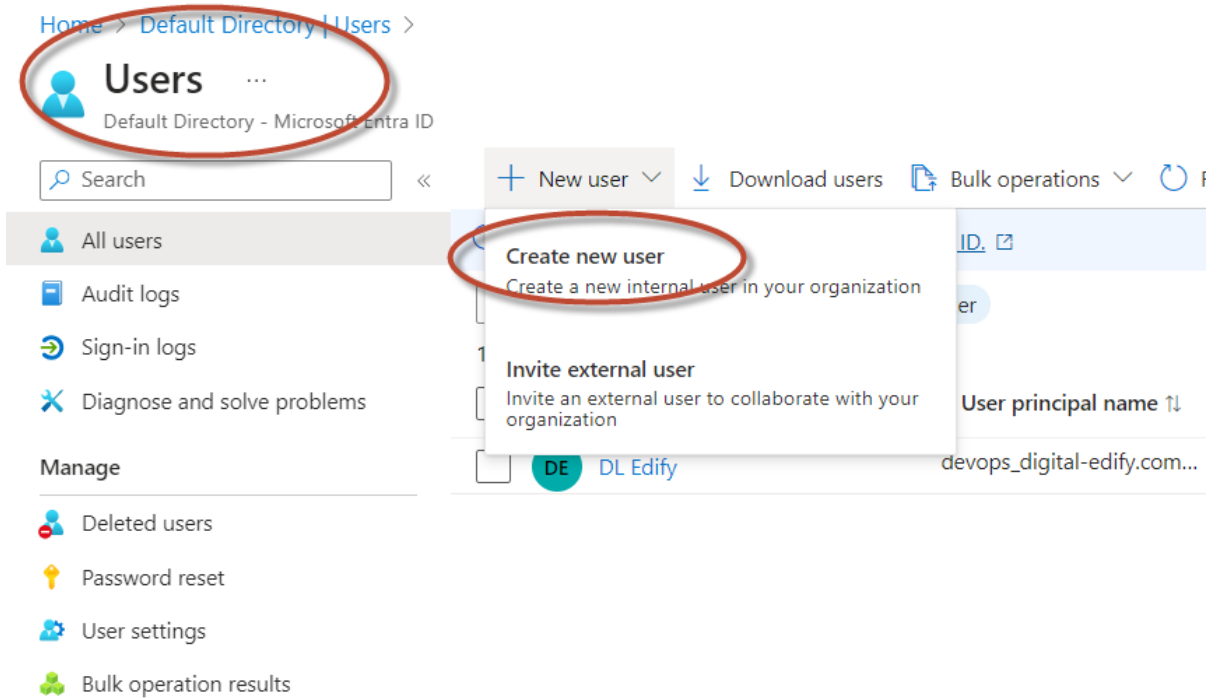 Home > Default Directory | Users >
Users ...
Default Directory - Microsoft Entra ID
Search «
+ New user Download users Bulk operations
All users
Audit logs
Sign-in logs
Diagnose and solve problems
Manage
Deleted users
Password reset
User settings
Bulk operation results
Create new user
Create a new internal user in your organization
Invite external user
Invite an external user to collaborate with your
organization
ID.
er
1
User principal name
DE DL Edify devops_digital-edify.com...